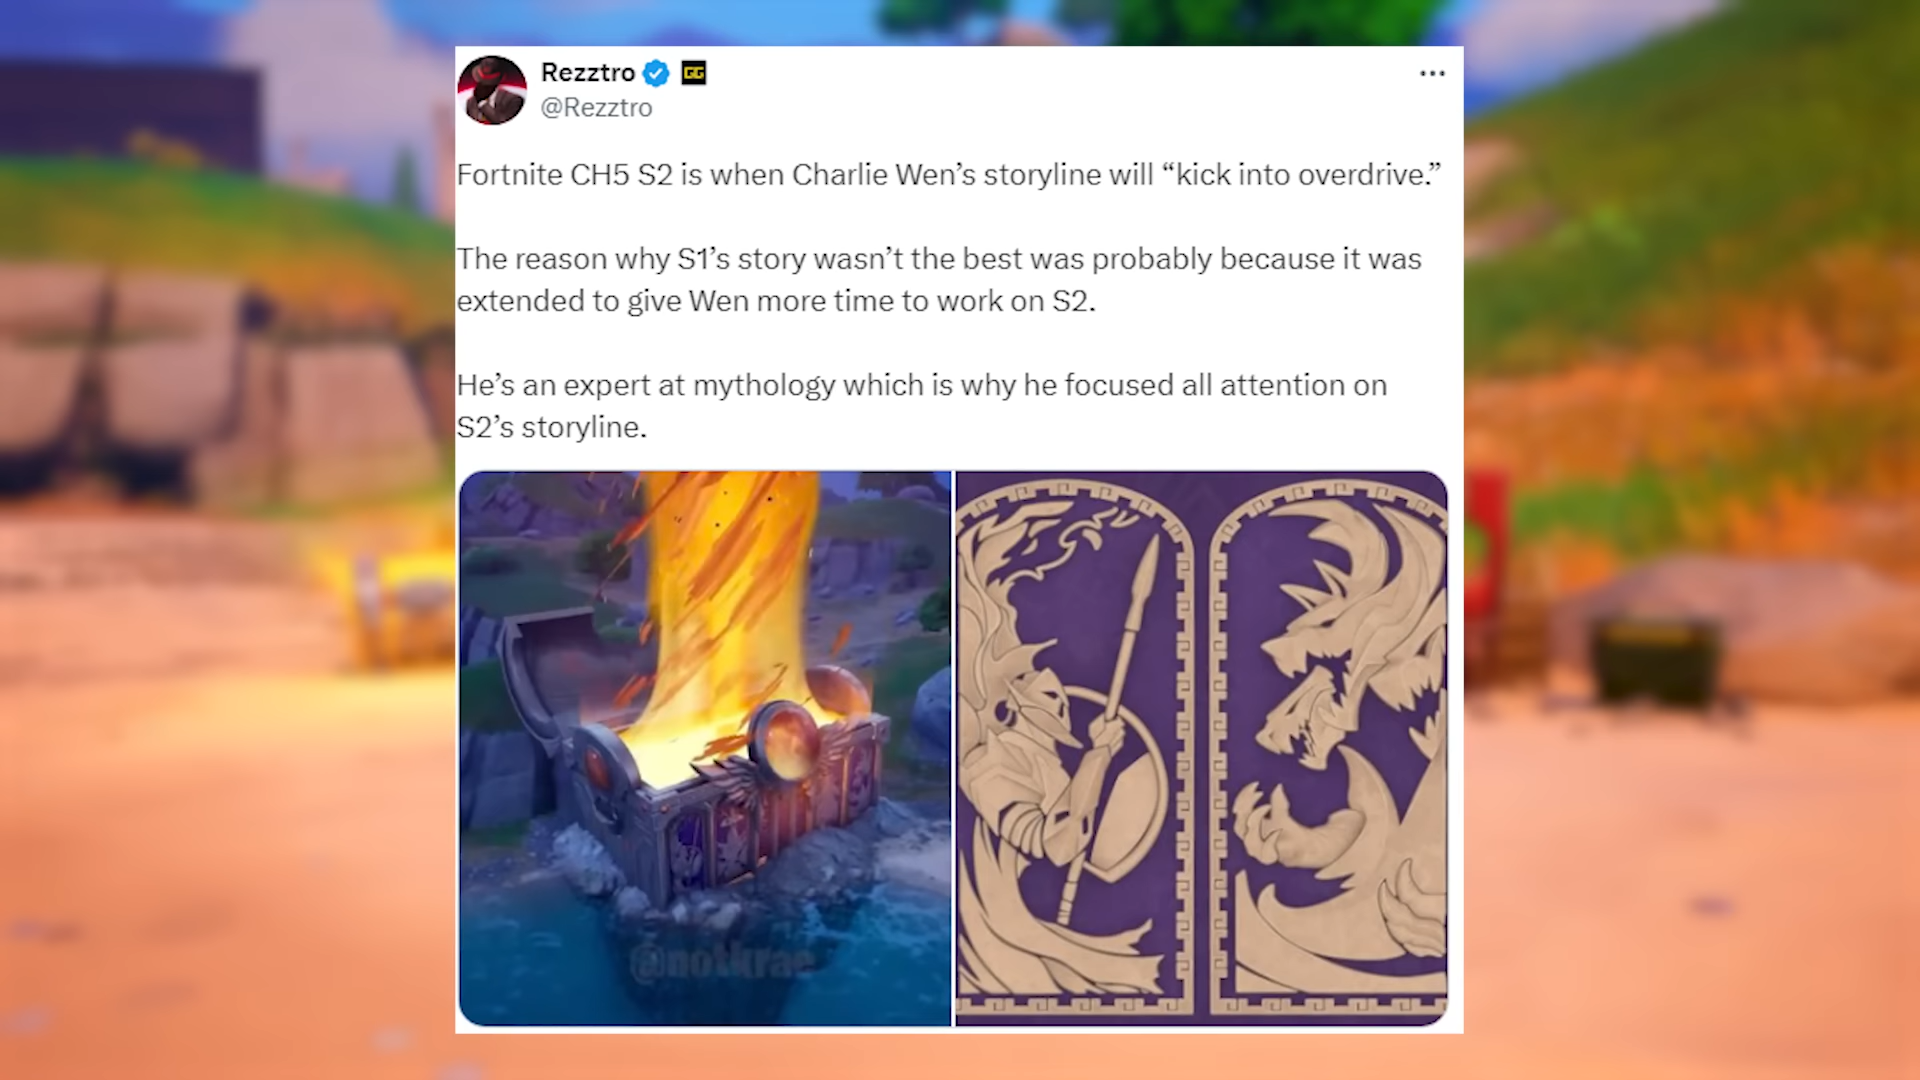 Rezztro GG
@Rezztro
Fortnite CH5 S2 is when Charlie Wen’s storyline will “kick into overdrive.”
The reason why S1’s story wasn’t the best was probably because it was
extended to give Wen more time to work on S2.
He’s an expert at mythology which is why he focused all attention on
S2’s storyline.
@notkrae